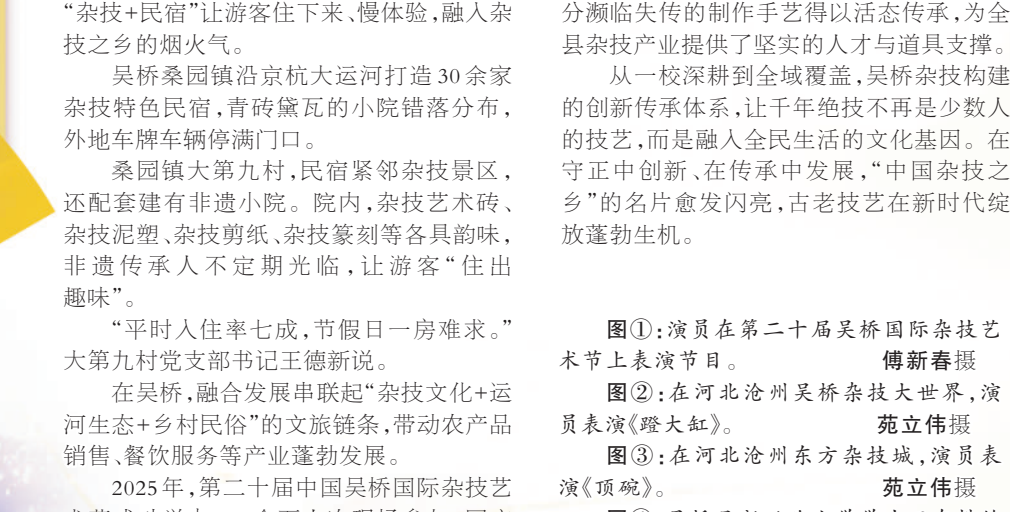 “杂技+民宿”让游客住下来、慢体验，融入杂
技之乡的烟火气。
吴桥桑园镇沿京杭大运河打造30余家
杂技特色民宿，青砖黛瓦的小院错落分布，
外地车牌车辆停满门口。
桑园镇大第九村，民宿紧邻杂技景区，
还配套建有非遗小院。院内，杂技艺术砖、
杂技泥塑、杂技剪纸、杂技篆刻等各具韵味，
非遗传承人不定期光临，让游客“住出
趣味”。
“平时入住率七成，节假日一房难求。”
大第九村党支部书记王德新说。
在吴桥，融合发展串联起“杂技文化+运
河生态+乡村民俗”的文旅链条，带动农产品
销售、餐饮服务等产业蓬勃发展。
2025年，第二十届中国吴桥国际杂技艺
分濒临失传的制作手艺得以活态传承，为全
县杂技产业提供了坚实的人才与道具支撑。
从一校深耕到全域覆盖，吴桥杂技构建
的创新传承体系，让千年绝技不再是少数人
的技艺，而是融入全民生活的文化基因。在
守正中创新、在传承中发展，“中国杂技之
乡”的名片愈发闪亮，古老技艺在新时代绽
放蓬勃生机。
图①：演员在第二十届吴桥国际杂技艺
术节上表演节目。 傅新春摄
图②：在河北沧州吴桥杂技大世界，演
员表演《蹬大缸》。 苑立伟摄
图③：在河北沧州东方杂技城，演员表
演《顶碗》。 苑立伟摄